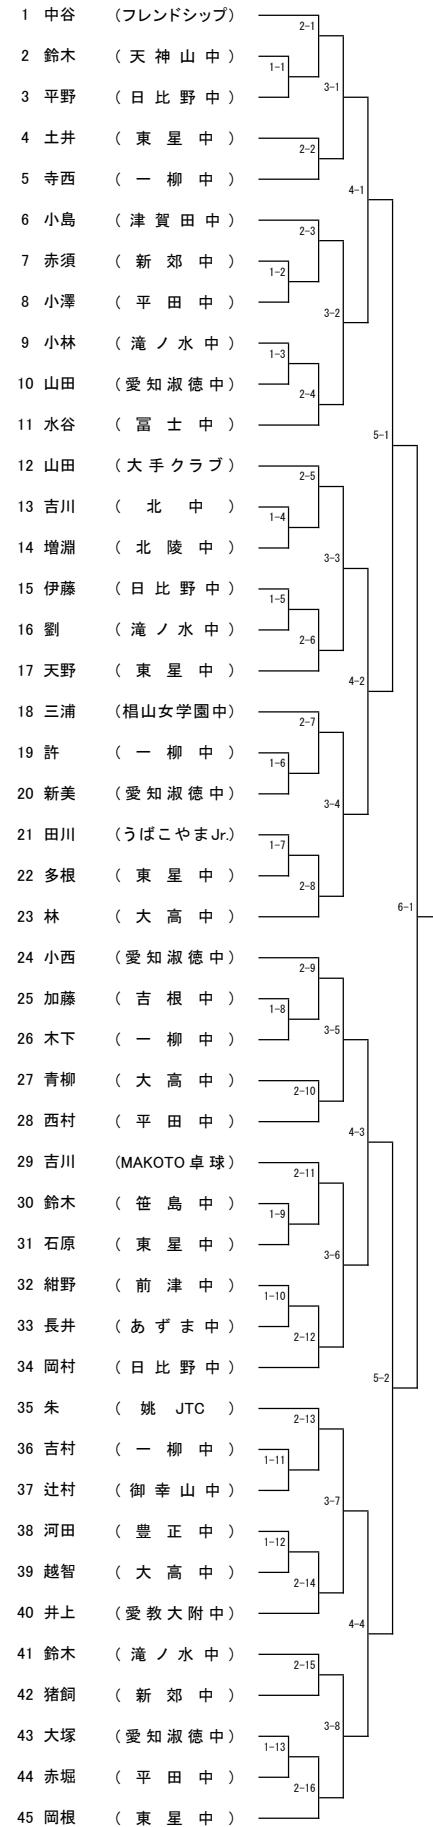 1 中谷 (フレンドシップ)
2-1
2 鈴木 (天神山中)
1-1
3 平野 (日比野中)
3-1
4 土井 (東星中)
2-2
5 寺西 (一柳中)
4-1
6 小島 (津賀田中)
2-3
7 赤須 (新郊中)
1-2
8 小澤 (平田中)
3-2
9 小林 (滝ノ水中)
1-3
10 山田 (愛知淑徳中)
2-4
11 水谷 (冨士中)
5-1
12 山田 (大手クラブ)
2-5
13 吉川 (北中)
1-4
14 増淵 (北陵中)
3-3
15 伊藤 (日比野中)
1-5
16 劉 (滝ノ水中)
2-6
17 天野 (東星中)
4-2
18 三浦 (椙山女学園中)
2-7
19 許 (一柳中)
1-6
20 新美 (愛知淑徳中)
3-4
21 田川 (うばこやまJr.)
1-7
22 多根 (東星中)
2-8
23 林 (大高中)
6-1
24 小西 (愛知淑徳中)
2-9
25 加藤 (吉根中)
1-8
26 木下 (一柳中)
3-5
27 青柳 (大高中)
2-10
28 西村 (平田中)
4-3
29 吉川 (MAKOTO卓球)
2-11
30 鈴木 (笹島中)
1-9
31 石原 (東星中)
3-6
32 紺野 (前津中)
1-10
33 長井 (あずま中)
2-12
34 岡村 (日比野中)
5-2
35 朱 (姚 JTC)
2-13
36 吉村 (一柳中)
1-11
37 辻村 (御幸山中)
3-7
38 河田 (豊正中)
1-12
39 越智 (大高中)
2-14
40 井上 (愛教大附中)
4-4
41 鈴木 (滝ノ水中)
2-15
42 猪飼 (新郊中)
3-8
43 大塚 (愛知淑徳中)
1-13
44 赤堀 (平田中)
2-16
45 岡根 (東星中)